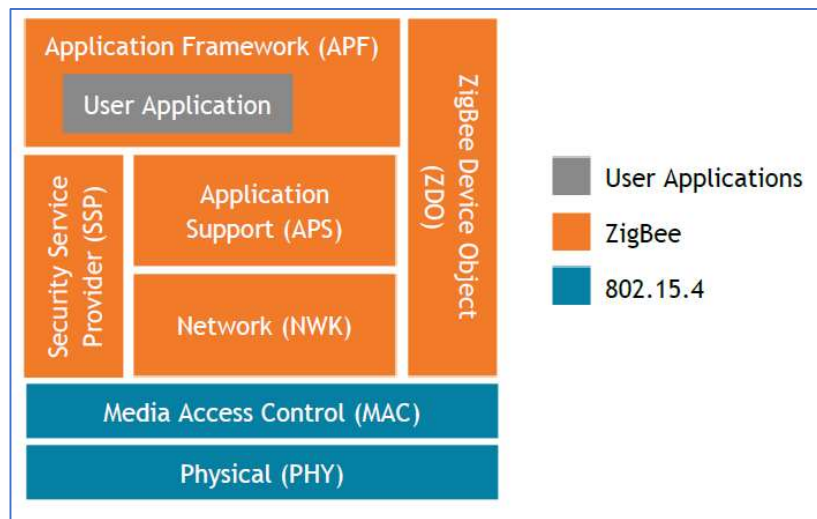 Application Framework (APF)
User Application
ZigBee Device Object
(ZDO)
Security Service
Provider (SSP)
Application
Support (APS)
Network (NWK)
Media Access Control (MAC)
Physical (PHY)
User Applications
ZigBee
802.15.4